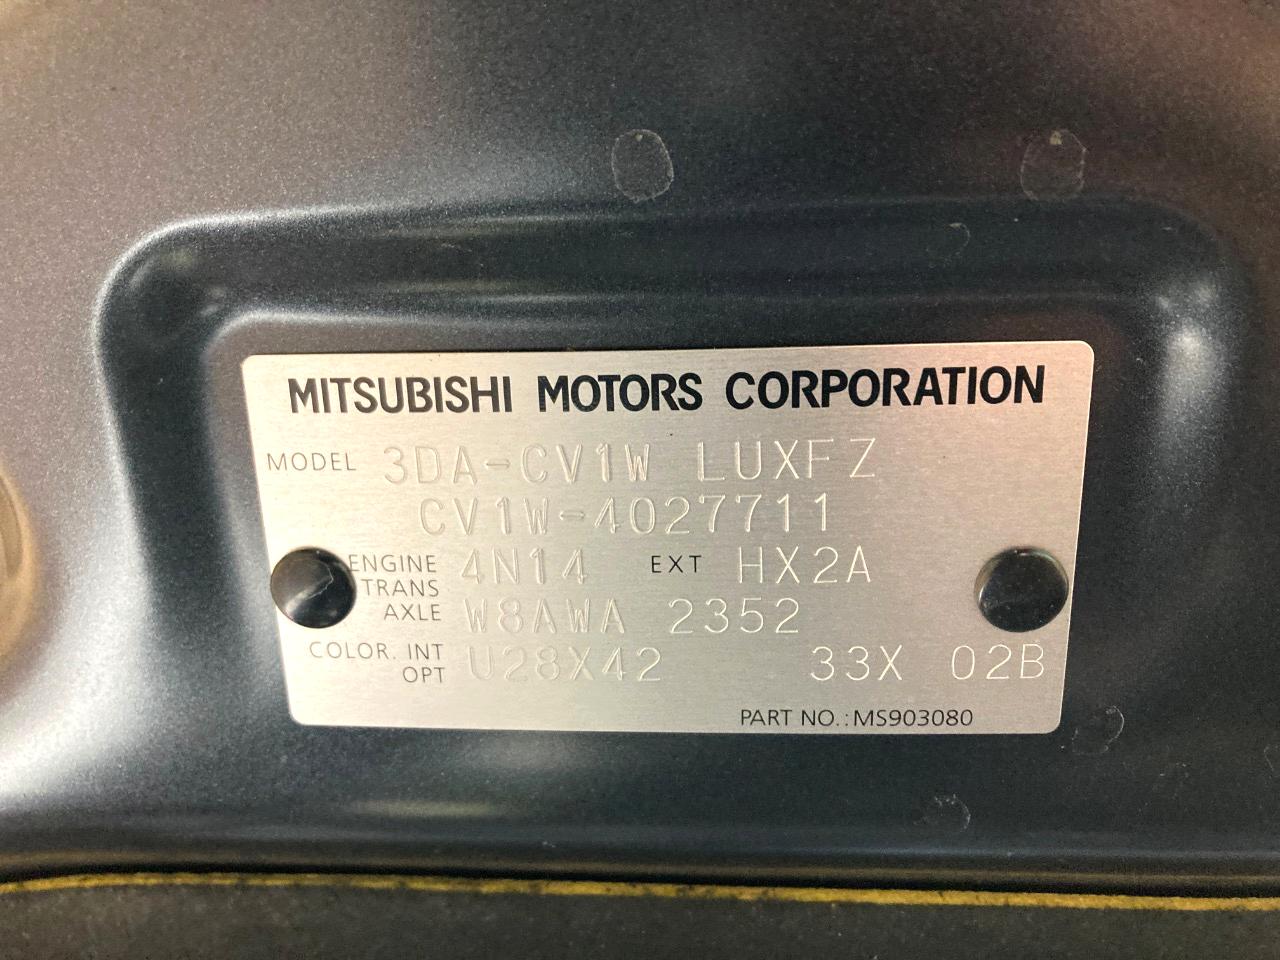 MITSUBISHI MOTORS CORPORATION
MODEL 3DA-CV1W LUXFZ
CV1W-4027711
ENGINE 4N14 EXT HX2A
TRANS
AXLE W8AWA 2352
COLOR. INT
OPT U28X42 33X 02B
PART NO.:MS903080